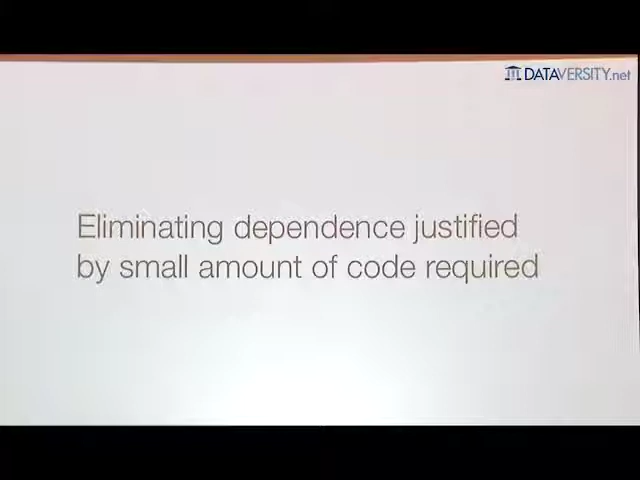 DATAVERSITY.net
Eliminating dependence justified
by small amount of code required